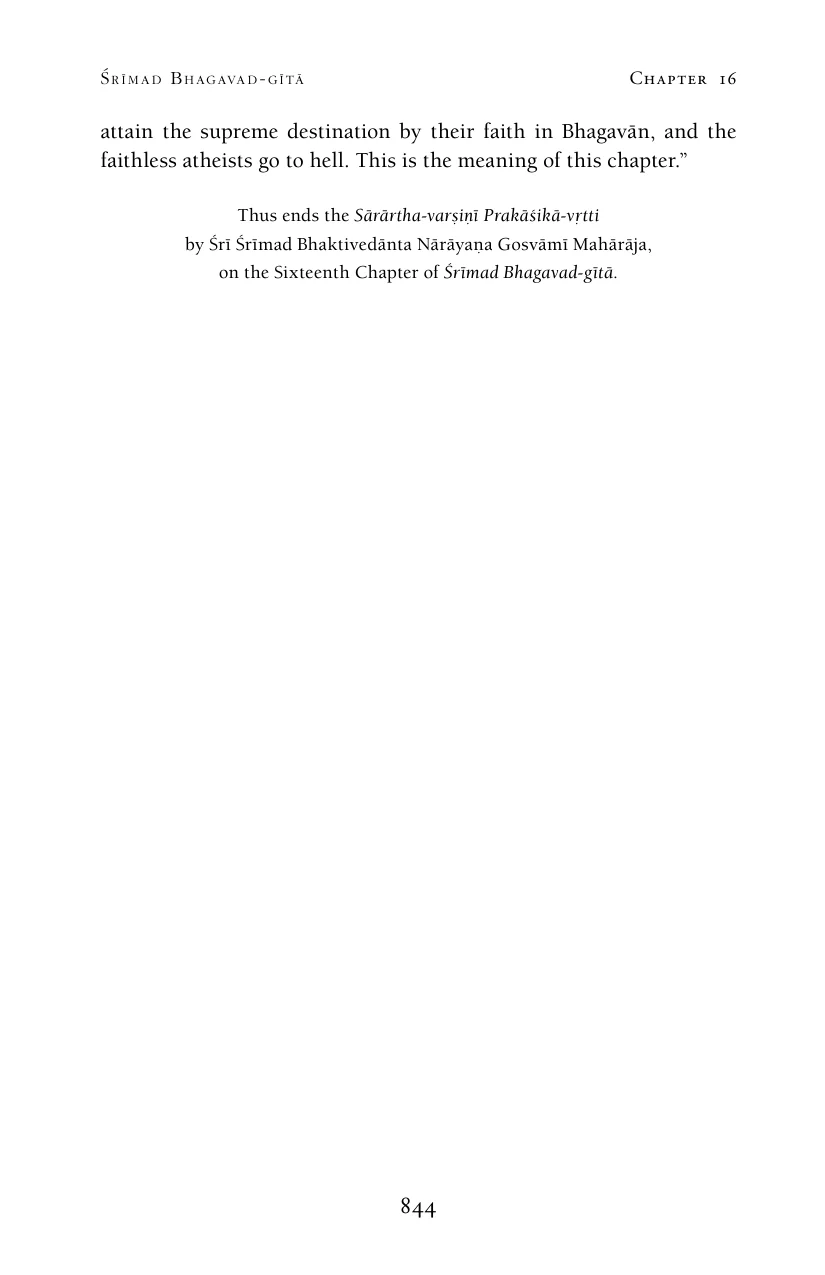 Śrīmad Bhagavad-gītā Chapter 16
attain the supreme destination by their faith in Bhagavān, and the
faithless atheists go to hell. This is the meaning of this chapter.”
Thus ends the Sārārtha-varṣiṇī Prakāśikā-vṛtti
by Śrī Śrīmad Bhaktivedānta Nārāyaṇa Gosvāmī Mahārāja,
on the Sixteenth Chapter of Śrīmad Bhagavad-gītā.
844